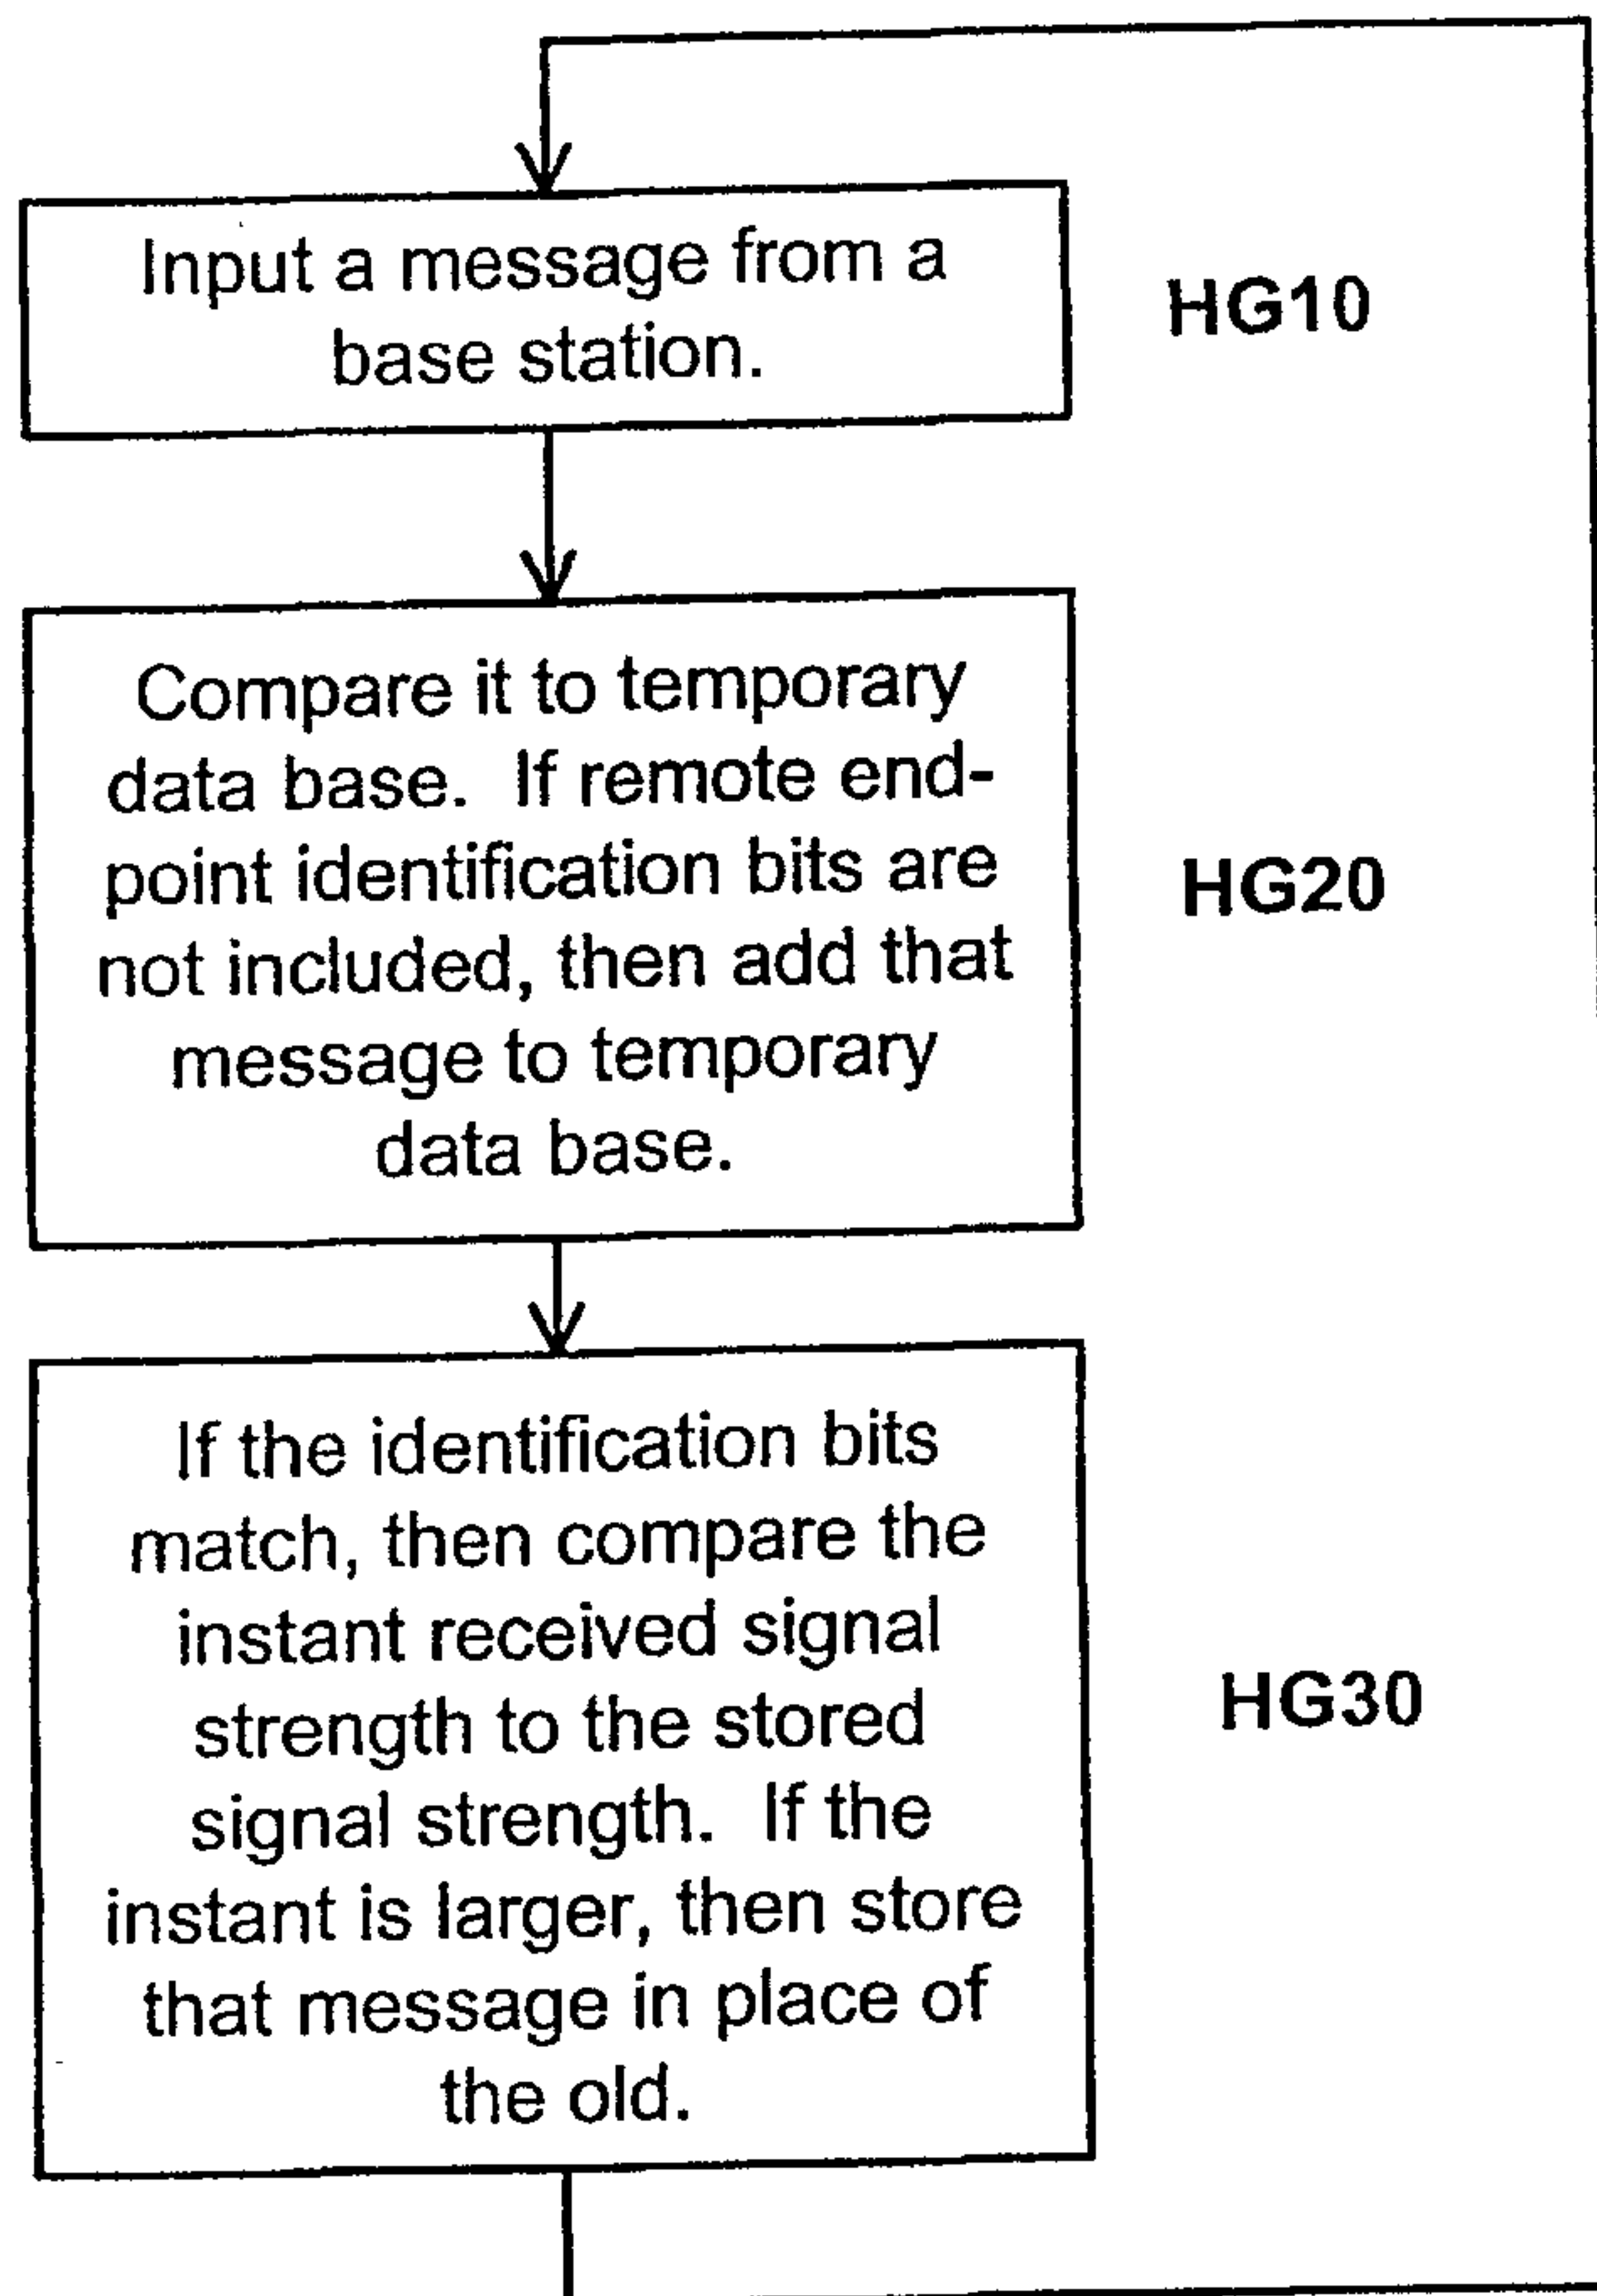 Input a message from a
base station.
HG10
Compare it to temporary
data base. If remote end-
point identification bits are
not included, then add that
message to temporary
data base.
HG20
If the identification bits
match, then compare the
instant received signal
strength to the stored
signal strength. If the
instant is larger, then store
that message in place of
the old.
HG30